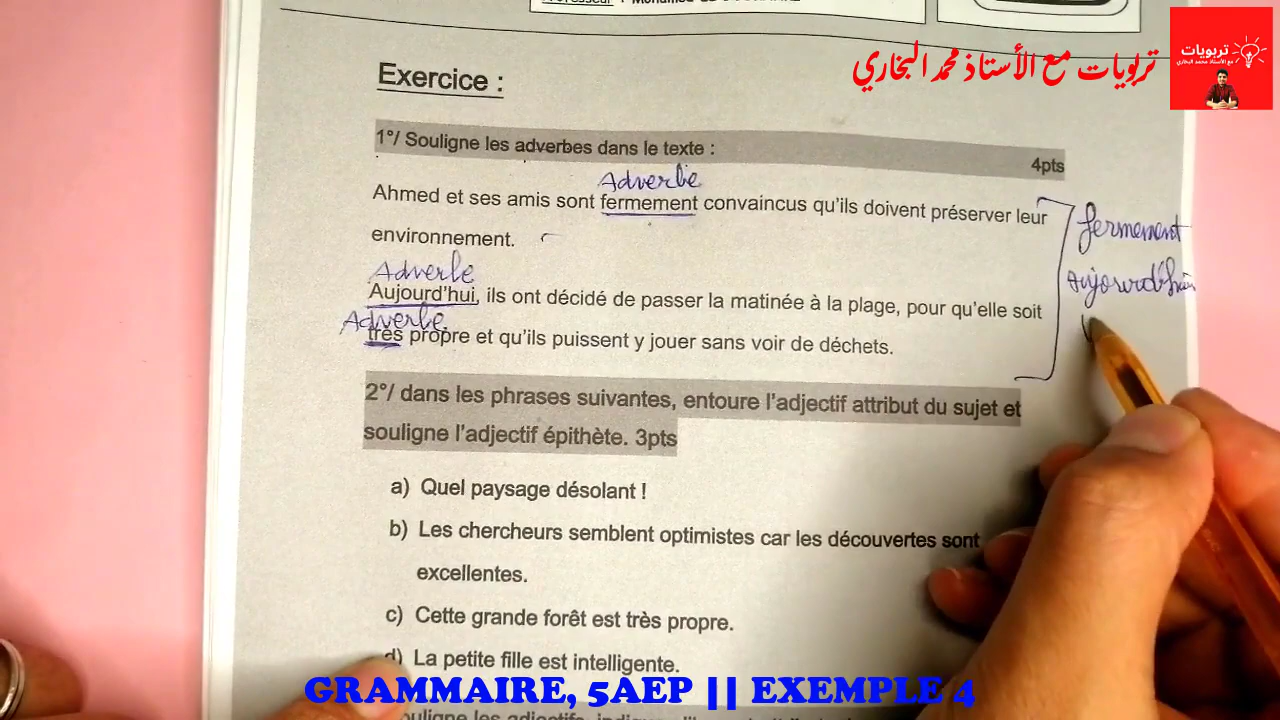 تربويات مع الأستاذ محمد البخاري
تربويات
مع الأستاذ محمد البخاري
Exercice :
1°/ Souligne les adverbes dans le texte :
4pts
Adverbe
Ahmed et ses amis sont fermement convaincus qu'ils doivent préserver leur
environnement.
fermement
Adverbe
Aujourd'hui, ils ont décidé de passer la matinée à la plage, pour qu'elle soit
aujourd'hui
Adverbe
très propre et qu'ils puissent y jouer sans voir de déchets.
2°/ dans les phrases suivantes, entoure l'adjectif attribut du sujet et
souligne l'adjectif épithète. 3pts
a) Quel paysage désolant !
b) Les chercheurs semblent optimistes car les découvertes sont
excellentes.
c) Cette grande forêt est très propre.
d) La petite fille est intelligente.
GRAMMAIRE, 5AEP || EXEMPLE 4